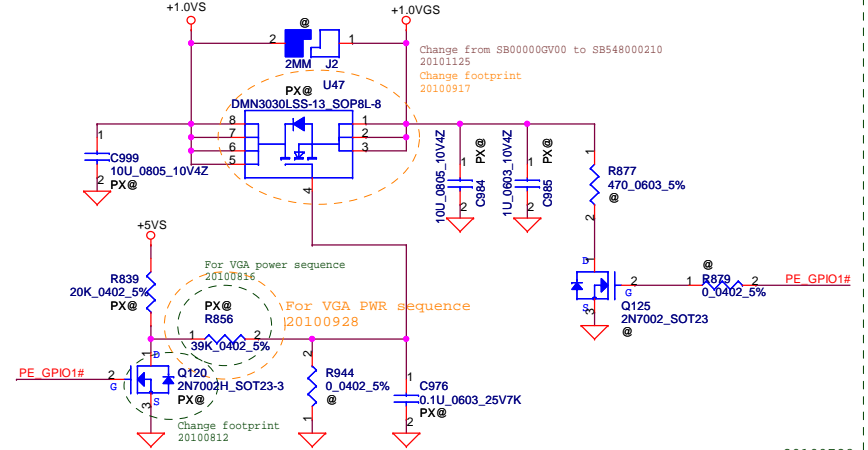 +1.0VS
+1.0VGS
@
2
1
2MM
J2
Change from SB00000GV00 to SB548000210
20101125
Change footprint
20100917
U47
PX@
DMN3030LSS-13_SOP8L-8
8
7
6
5
1
2
3
4
1
C999
10U_0805_10V4Z
2
PX@
10U_0805_10V4Z
1
2
PX@
C984
1U_0603_10V4Z
1
2
PX@
C985
1
R877
470_0603_5%
2
@
+5VS
For VGA power sequence
20100816
R839
20K_0402_5%
PX@
PX@
R856
1
2
39K_0402_5%
For VGA PWR sequence
20100928
D
1
S
3
G
2
Q125
2N7002_SOT23
@
@
1
R879
2
0_0402_5%
PE_GPIO1#
PE_GPIO1#
2
G
1
D
S
3
Q120
2N7002H_SOT23-3
PX@
Change footprint
20100812
2
R944
0_0402_5%
@
1
1
C976
0.1U_0603_25V7K
PX@
2